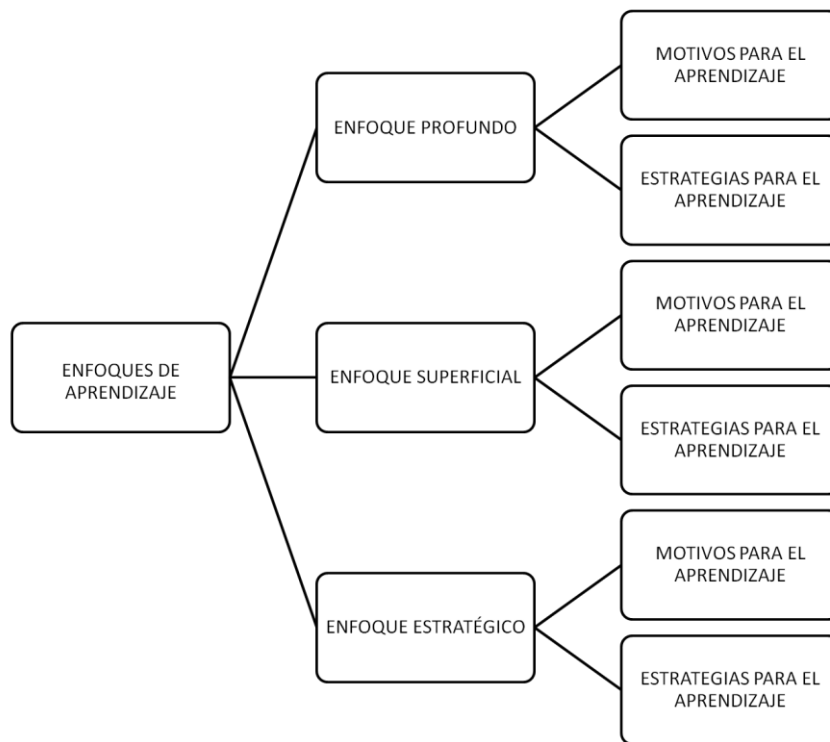 ENFOQUES DE
APRENDIZAJE
ENFOQUE PROFUNDO
MOTIVOS PARA EL
APRENDIZAJE
ESTRATEGIAS PARA EL
APRENDIZAJE
ENFOQUE SUPERFICIAL
MOTIVOS PARA EL
APRENDIZAJE
ESTRATEGIAS PARA EL
APRENDIZAJE
ENFOQUE ESTRATÉGICO
MOTIVOS PARA EL
APRENDIZAJE
ESTRATEGIAS PARA EL
APRENDIZAJE